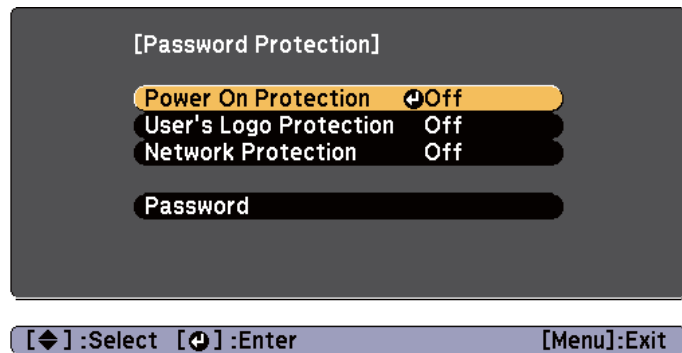 [Password Protection]
Power On Protection Off
User's Logo Protection Off
Network Protection Off
Password
[◆] :Select [⏎] :Enter [Menu]:Exit